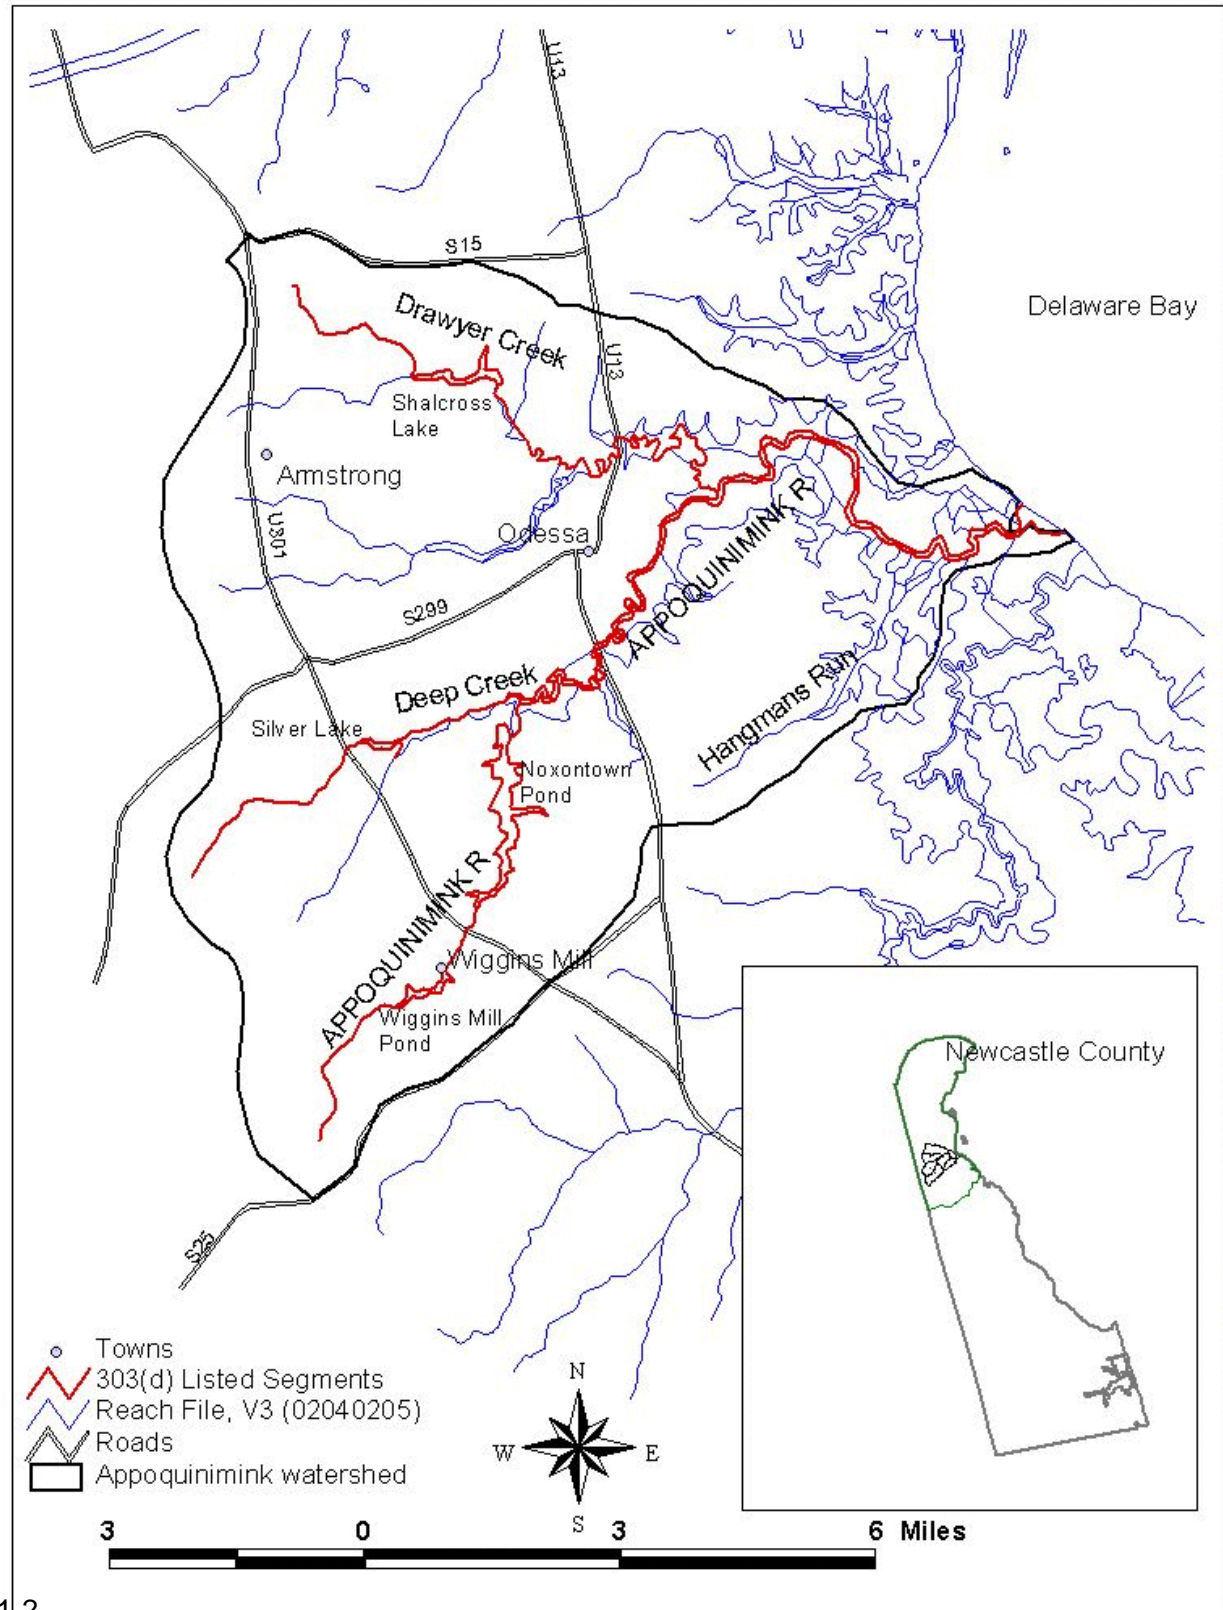 U13
S15
Delaware Bay
Drawyer Creek
U13
Shalcross
Lake
Armstrong
U301
Odessa
APPOQUINIMINK R
S299
Deep Creek
Hangmans Run
Silver Lake
Noxontown
Pond
APPOQUINIMINK R
Wiggins Mill
Wiggins Mill
Pond
Newcastle County
S25
Towns
303(d) Listed Segments
Reach File, V3 (02040205)
Roads
Appoquinimink watershed
N
W
E
S
3 0 3 6 Miles